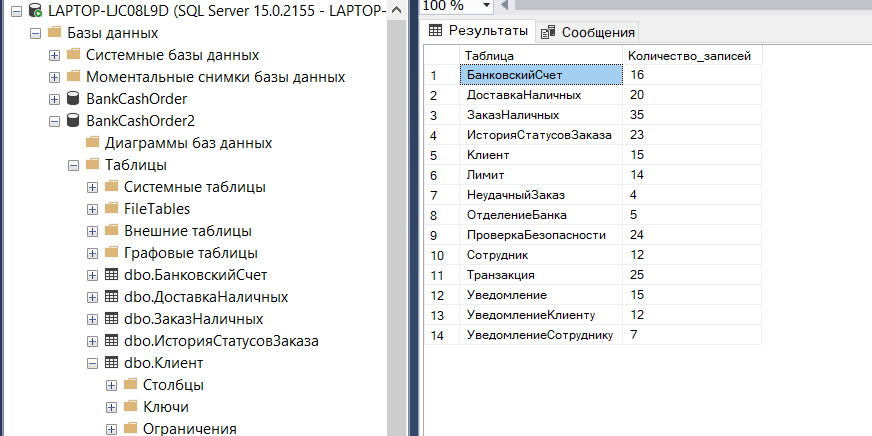 LAPTOP-LJC08L9D (SQL Server 15.0.2155 - LAPTOP-
Базы данных
Системные базы данных
Моментальные снимки базы данных
BankCashOrder
BankCashOrder2
Диаграммы баз данных
Таблицы
Системные таблицы
FileTables
Внешние таблицы
Графовые таблицы
dbo.БанковскийСчет
dbo.ДоставкаНаличных
dbo.ЗаказНаличных
dbo.ИсторияСтатусовЗаказа
dbo.Клиент
Столбцы
Ключи
Ограничения
100 %
Результаты Сообщения
Таблица Количество_записей
1 БанковскийСчет 16
2 ДоставкаНаличных 20
3 ЗаказНаличных 35
4 ИсторияСтатусовЗаказа 23
5 Клиент 15
6 Лимит 14
7 НеудачныйЗаказ 4
8 ОтделениеБанка 5
9 ПроверкаБезопасности 24
10 Сотрудник 12
11 Транзакция 25
12 Уведомление 15
13 УведомлениеКлиенту 12
14 УведомлениеСотруднику 7